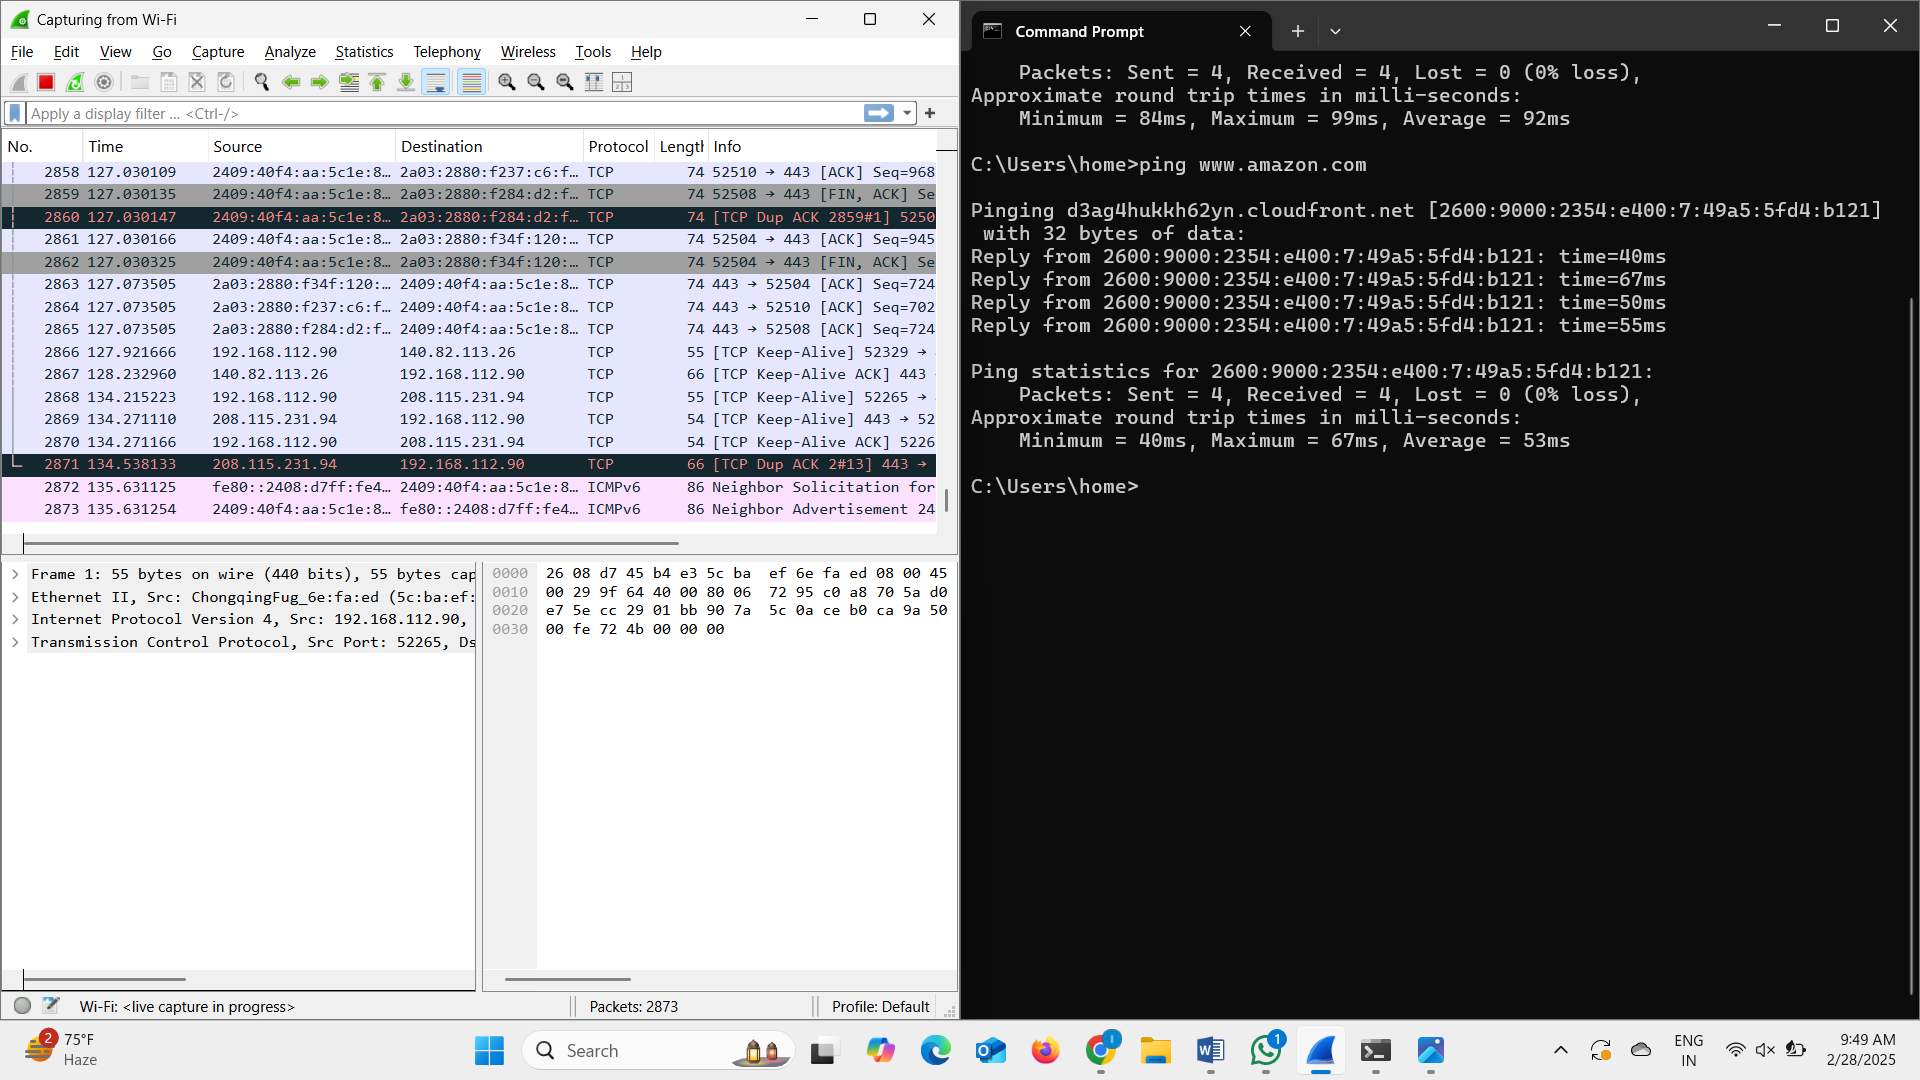 Capturing from Wi-Fi
File Edit View Go Capture Analyze Statistics Telephony Wireless Tools Help
Apply a display filter ... <Ctrl-/>
No. Time Source Destination Protocol Length Info
2858 127.030109 2409:40f4:aa:5c1e:8... 2a03:2880:f237:c6:f... TCP 74 52510 → 443 [ACK] Seq=968
2859 127.030135 2409:40f4:aa:5c1e:8... 2a03:2880:f284:d2:f... TCP 74 52508 → 443 [FIN, ACK] Se
2860 127.030147 2409:40f4:aa:5c1e:8... 2a03:2880:f284:d2:f... TCP 74 [TCP Dup ACK 2859#1] 5250
2861 127.030166 2409:40f4:aa:5c1e:8... 2a03:2880:f34f:120:... TCP 74 52504 → 443 [ACK] Seq=945
2862 127.030325 2409:40f4:aa:5c1e:8... 2a03:2880:f34f:120:... TCP 74 52504 → 443 [FIN, ACK] Se
2863 127.073505 2a03:2880:f34f:120:... 2409:40f4:aa:5c1e:8... TCP 74 443 → 52504 [ACK] Seq=724
2864 127.073505 2a03:2880:f237:c6:f... 2409:40f4:aa:5c1e:8... TCP 74 443 → 52510 [ACK] Seq=702
2865 127.073505 2a03:2880:f284:d2:f... 2409:40f4:aa:5c1e:8... TCP 74 443 → 52508 [ACK] Seq=724
2866 127.921666 192.168.112.90 140.82.113.26 TCP 55 [TCP Keep-Alive] 52329 →
2867 128.232960 140.82.113.26 192.168.112.90 TCP 66 [TCP Keep-Alive ACK] 443
2868 134.215223 192.168.112.90 208.115.231.94 TCP 55 [TCP Keep-Alive] 52265 →
2869 134.271110 208.115.231.94 192.168.112.90 TCP 54 [TCP Keep-Alive] 443 → 52
2870 134.271166 192.168.112.90 208.115.231.94 TCP 54 [TCP Keep-Alive ACK] 5226
2871 134.538133 208.115.231.94 192.168.112.90 TCP 66 [TCP Dup ACK 2#13] 443 →
2872 135.631125 fe80::2408:d7ff:fe4... 2409:40f4:aa:5c1e:8... ICMPv6 86 Neighbor Solicitation for
2873 135.631254 2409:40f4:aa:5c1e:8... fe80::2408:d7ff:fe4... ICMPv6 86 Neighbor Advertisement 24
Frame 1: 55 bytes on wire (440 bits), 55 bytes cap
Ethernet II, Src: ChongqingFug_6e:fa:ed (5c:ba:ef:
Internet Protocol Version 4, Src: 192.168.112.90,
Transmission Control Protocol, Src Port: 52265, Ds
0000 26 08 d7 45 b4 e3 5c ba ef 6e fa ed 08 00 45
0010 00 29 9f 64 40 00 80 06 72 95 c0 a8 70 5a d0
0020 e7 5e cc 29 01 bb 90 7a 5c 0a ce b0 ca 9a 50
0030 00 fe 72 4b 00 00 00
Wi-Fi: <live capture in progress> Packets: 2873 Profile: Default
Command Prompt
Packets: Sent = 4, Received = 4, Lost = 0 (0% loss),
Approximate round trip times in milli-seconds:
Minimum = 84ms, Maximum = 99ms, Average = 92ms
C:\Users\home>ping www.amazon.com
Pinging d3ag4hukkh62yn.cloudfront.net [2600:9000:2354:e400:7:49a5:5fd4:b121]
with 32 bytes of data:
Reply from 2600:9000:2354:e400:7:49a5:5fd4:b121: time=40ms
Reply from 2600:9000:2354:e400:7:49a5:5fd4:b121: time=67ms
Reply from 2600:9000:2354:e400:7:49a5:5fd4:b121: time=50ms
Reply from 2600:9000:2354:e400:7:49a5:5fd4:b121: time=55ms
Ping statistics for 2600:9000:2354:e400:7:49a5:5fd4:b121:
Packets: Sent = 4, Received = 4, Lost = 0 (0% loss),
Approximate round trip times in milli-seconds:
Minimum = 40ms, Maximum = 67ms, Average = 53ms
C:\Users\home>
2 75°F
Haze
Search
1
1
ENG
IN
9:49 AM
2/28/2025